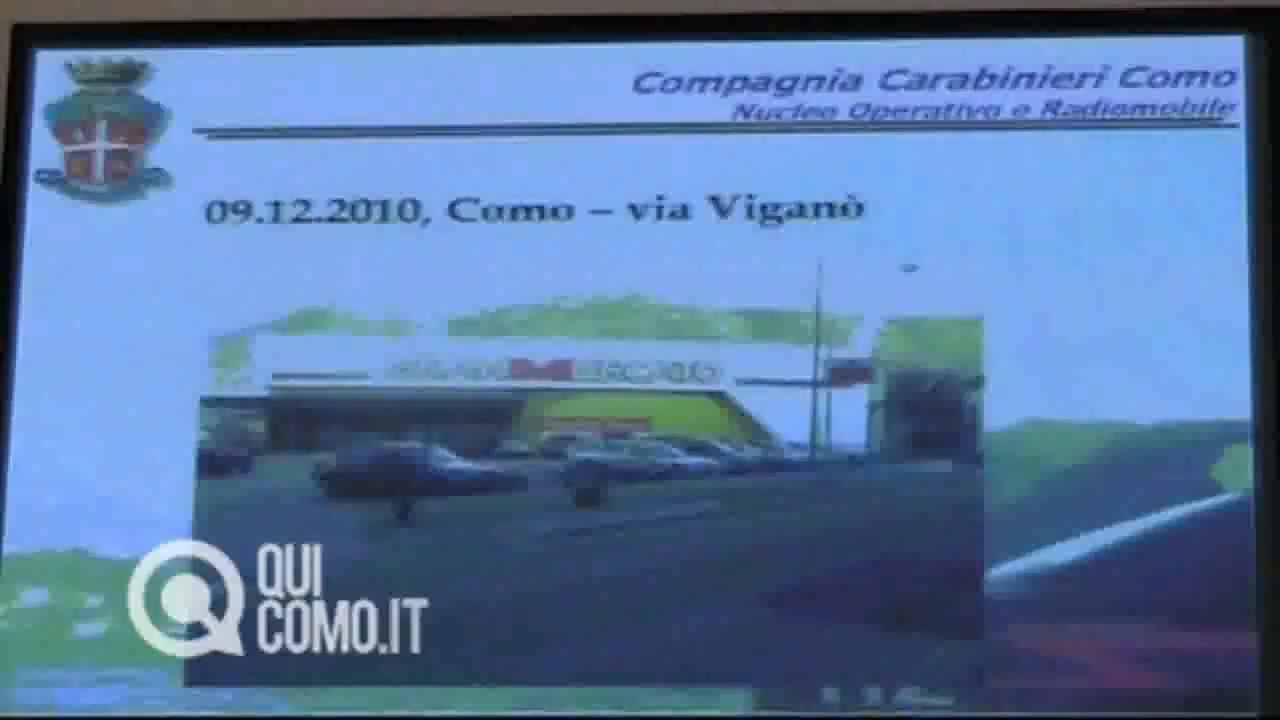 Compagnia Carabinieri Como
Nucleo Operativo e Radiomobile
09.12.2010, Como – via Viganò
QUI
COMO.IT